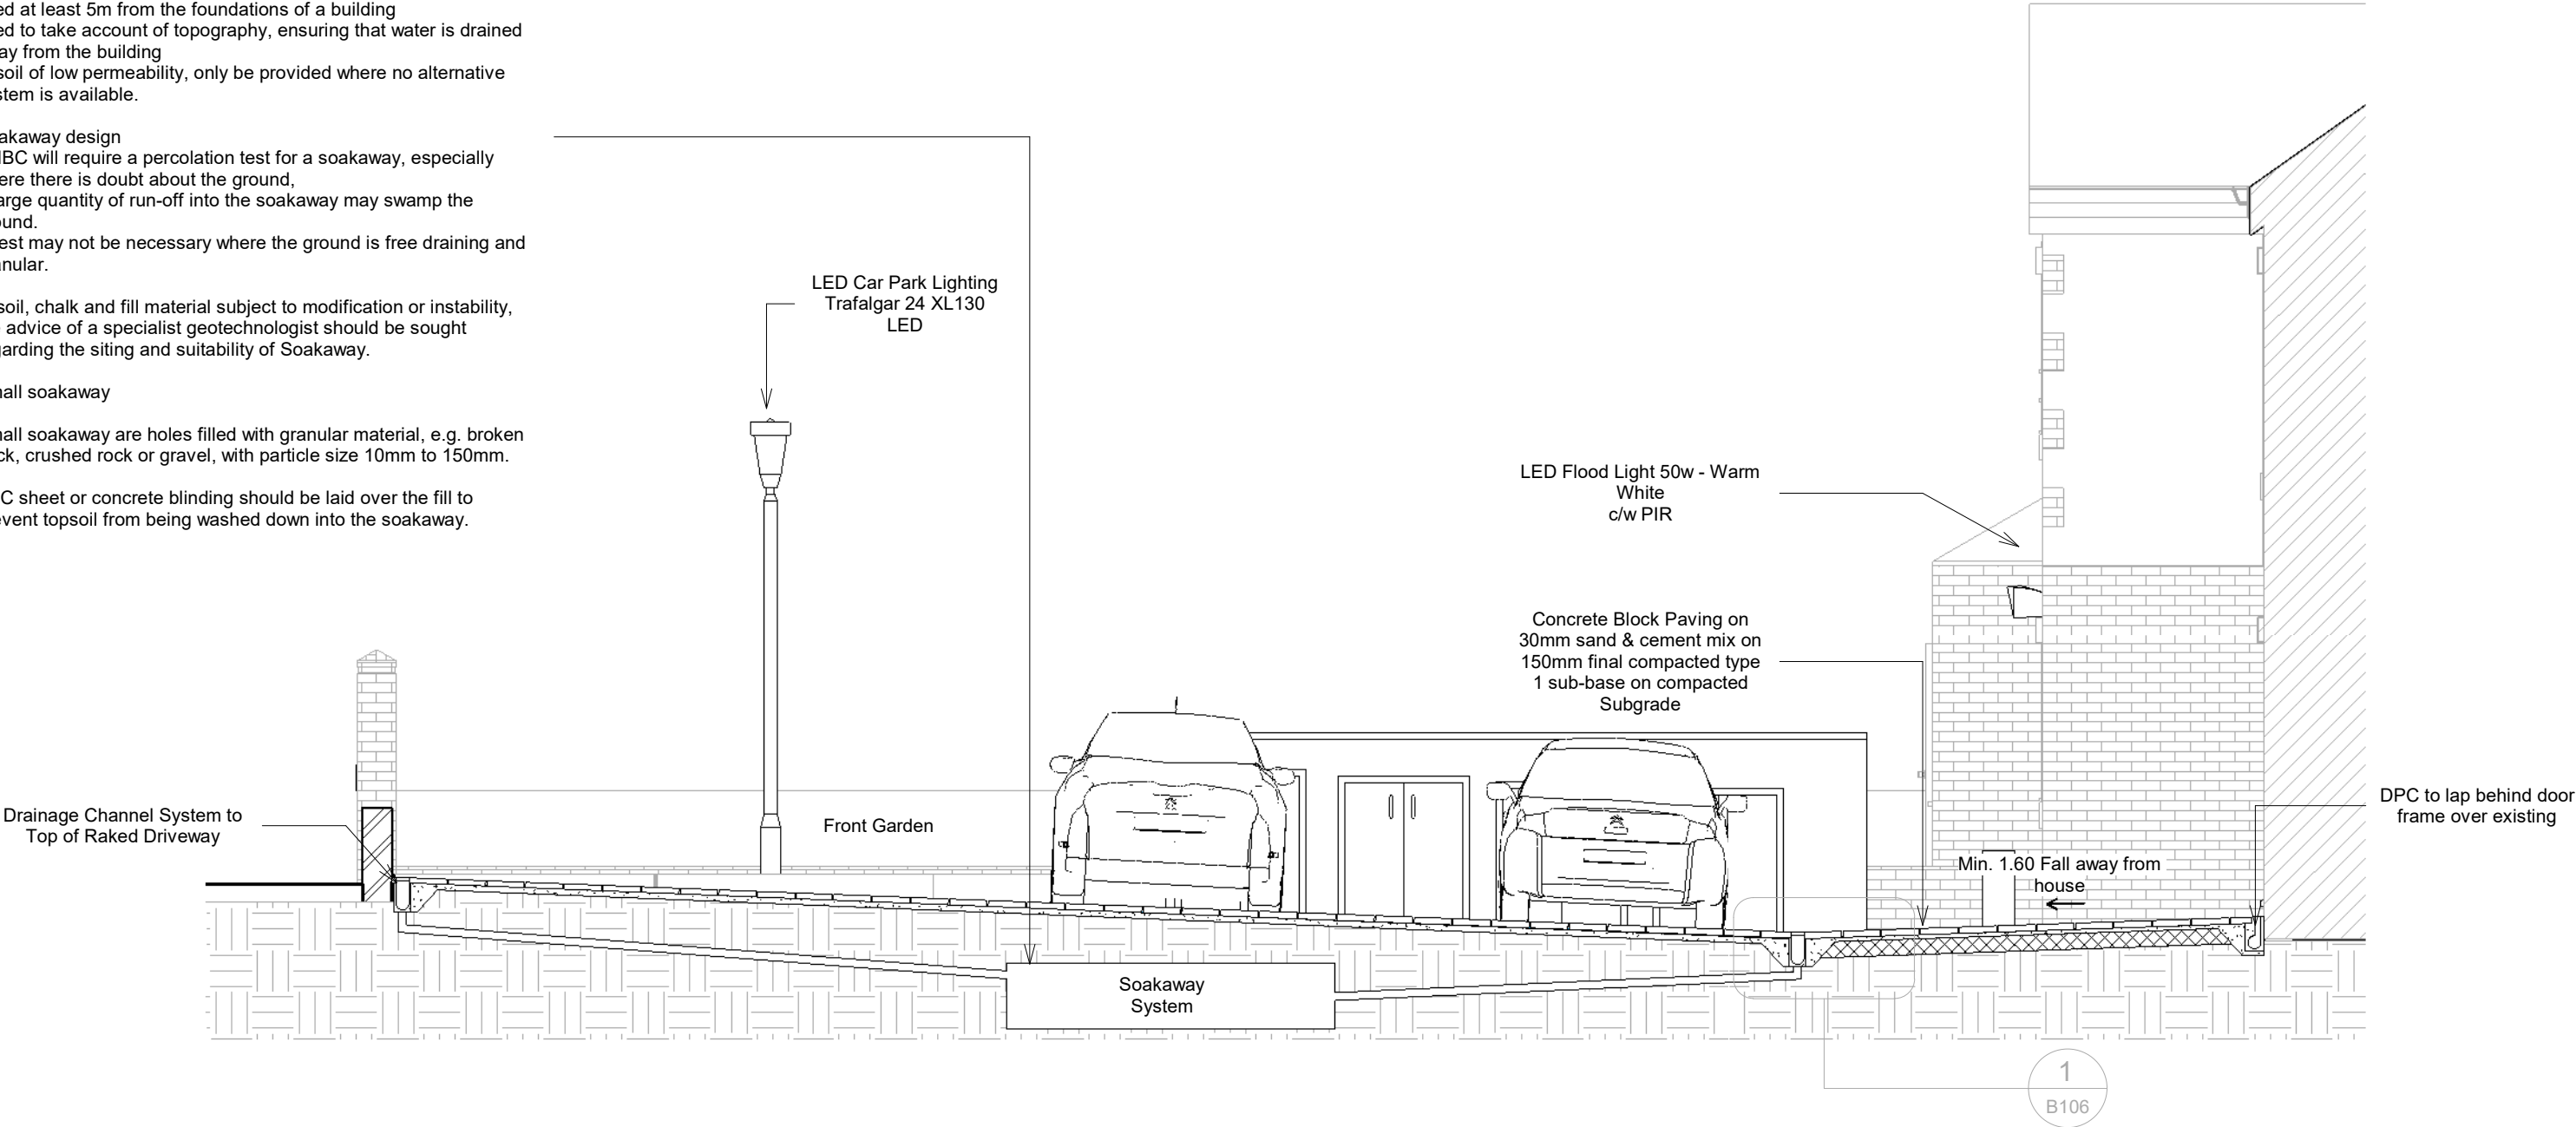 ed at least 5m from the foundations of a building
ed to take account of topography, ensuring that water is drained
ay from the building
soil of low permeability, only be provided where no alternative
stem is available.
akaway design
IBC will require a percolation test for a soakaway, especially
ere there is doubt about the ground,
arge quantity of run-off into the soakaway may swamp the
ound.
est may not be necessary where the ground is free draining and
anular.
soil, chalk and fill material subject to modification or instability,
e advice of a specialist geotechnologist should be sought
garding the siting and suitability of Soakaway.
nall soakaway
nall soakaway are holes filled with granular material, e.g. broken
ck, crushed rock or gravel, with particle size 10mm to 150mm.
C sheet or concrete blinding should be laid over the fill to
event topsoil from being washed down into the soakaway.
LED Car Park Lighting
Trafalgar 24 XL130
LED
LED Flood Light 50w - Warm
White
c/w PIR
Concrete Block Paving on
30mm sand & cement mix on
150mm final compacted type
1 sub-base on compacted
Subgrade
Drainage Channel System to
Top of Raked Driveway
Front Garden
DPC to lap behind door
frame over existing
Min. 1.60 Fall away from
house
Soakaway
System
1
B106